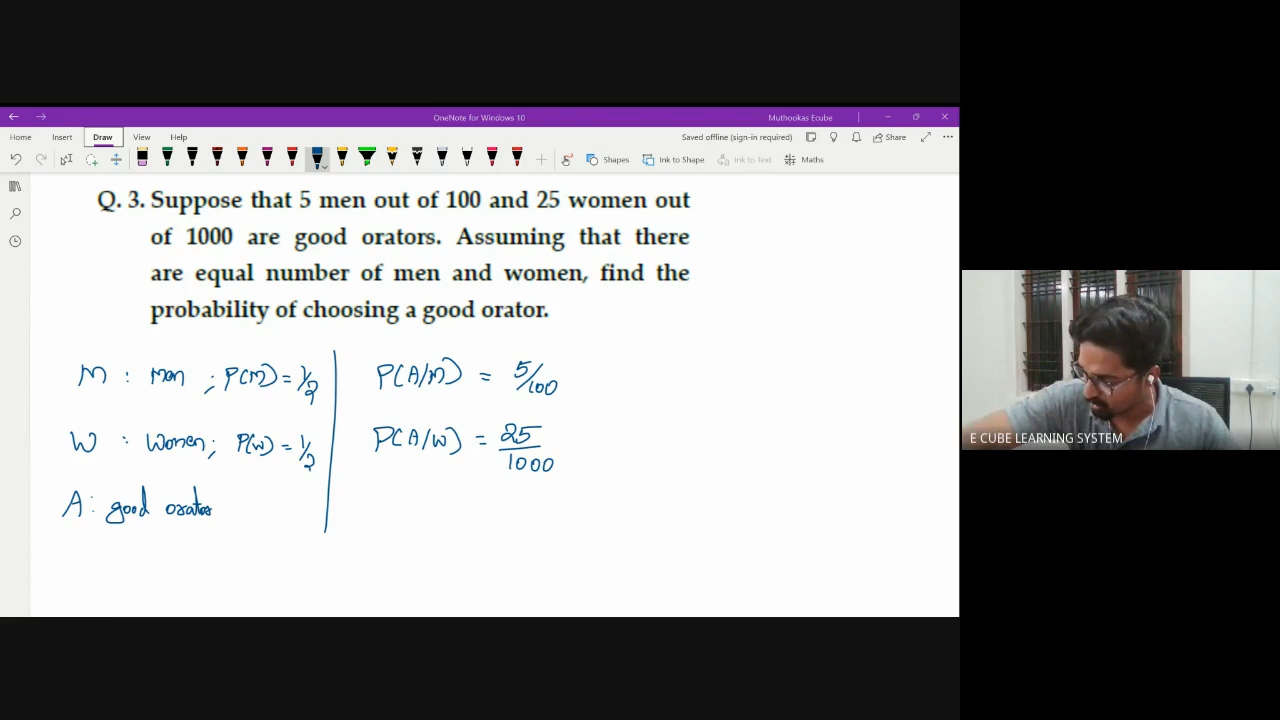 OneNote for Windows 10
Muthookas Ecube
Home Insert Draw View Help
Saved offline (sign-in required)
Share
Shapes
Ink to Shape
Ink to Text
Maths
Q. 3. Suppose that 5 men out of 100 and 25 women out
of 1000 are good orators. Assuming that there
are equal number of men and women, find the
probability of choosing a good orator.
M : Men ; P(M) = 1/2
W : Women ; P(W) = 1/2
A : good orator
P(A/M) = 5/100
P(A/W) = 25/1000
E CUBE LEARNING SYSTEM